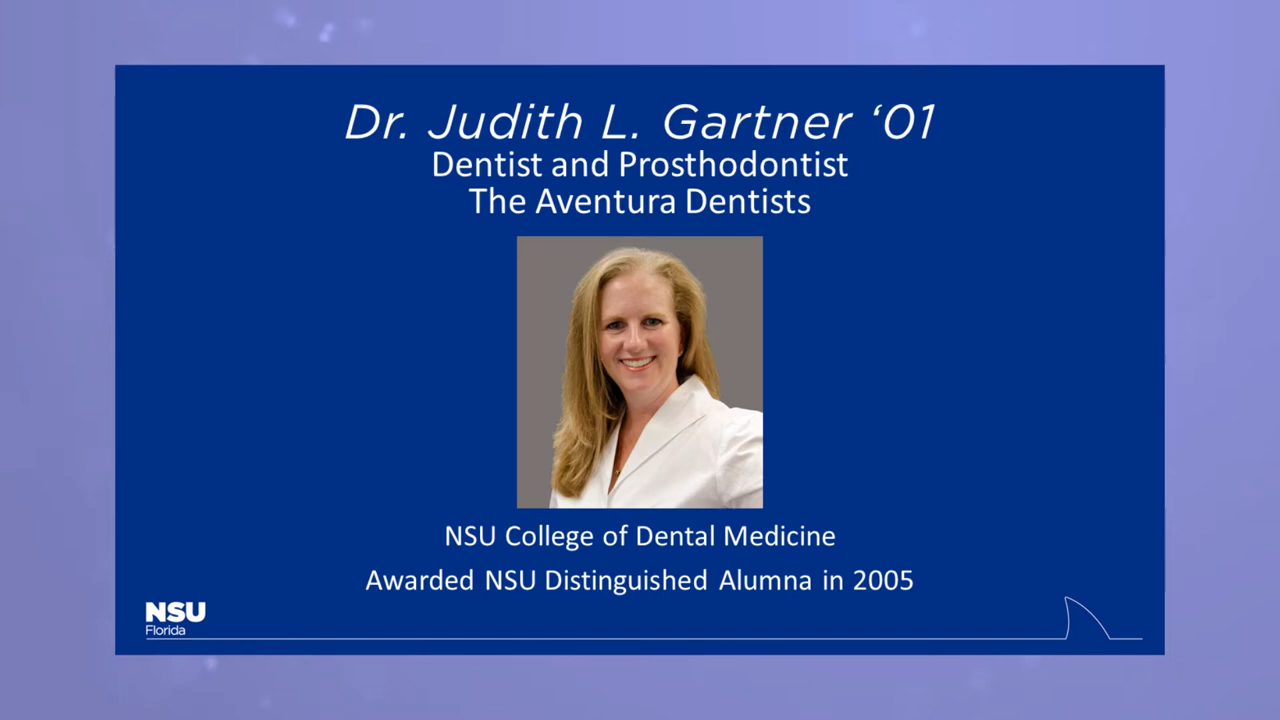 Dr. Judith L. Gartner ‘01
Dentist and Prosthodontist
The Aventura Dentists
NSU College of Dental Medicine
Awarded NSU Distinguished Alumna in 2005
NSU
Florida